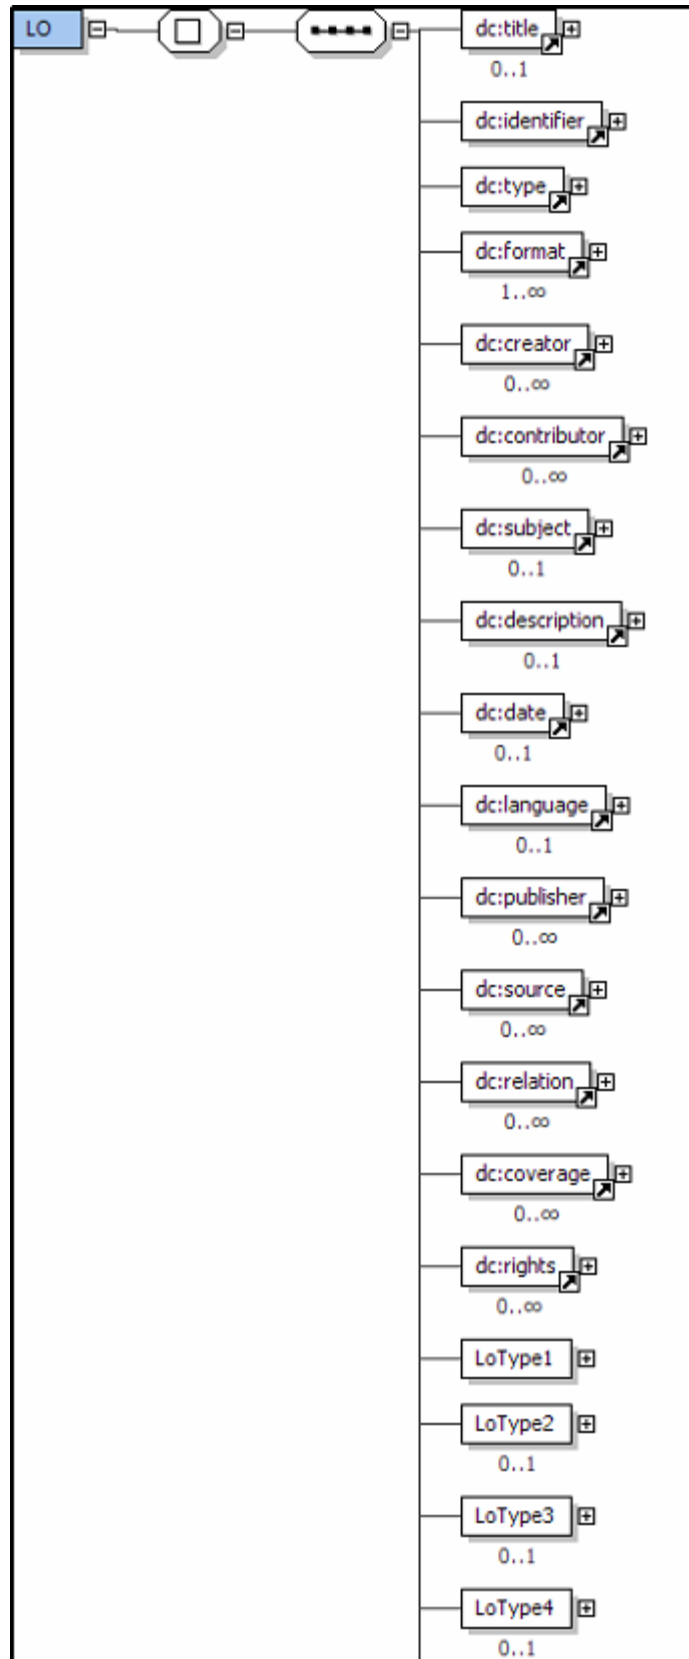 LO
dc:title
0..1
dc:identifier
dc:type
dc:format
1..∞
dc:creator
0..∞
dc:contributor
0..∞
dc:subject
0..1
dc:description
0..1
dc:date
0..1
dc:language
0..1
dc:publisher
0..∞
dc:source
0..∞
dc:relation
0..∞
dc:coverage
0..∞
dc:rights
0..∞
LoType1
LoType2
0..1
LoType3
0..1
LoType4
0..1